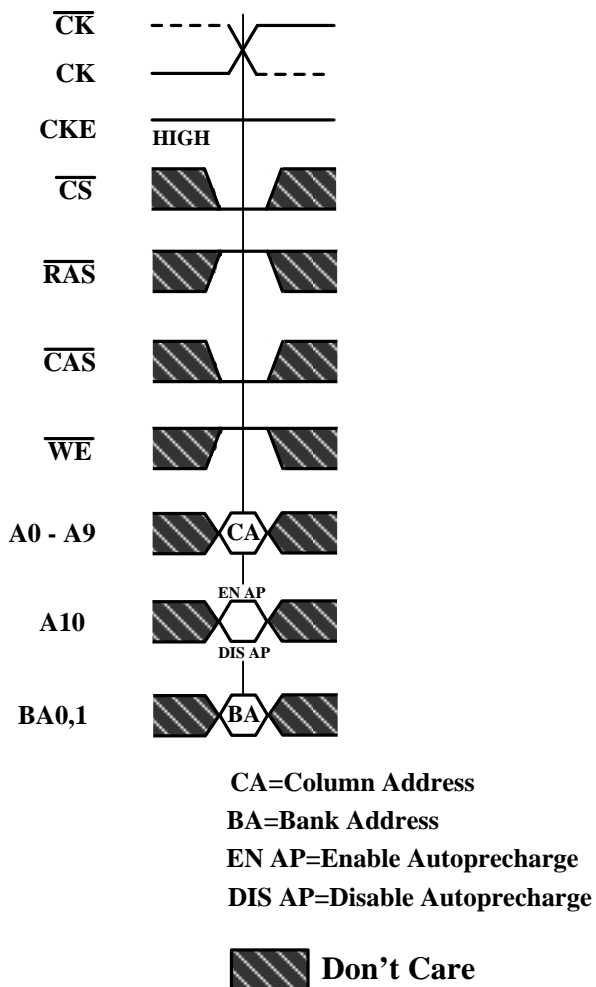 CK
CK
CKE
HIGH
CS
RAS
CAS
WE
A0 - A9
CA
EN AP
A10
DIS AP
BA0,1
BA
CA=Column Address
BA=Bank Address
EN AP=Enable Autoprecharge
DIS AP=Disable Autoprecharge
Don't Care